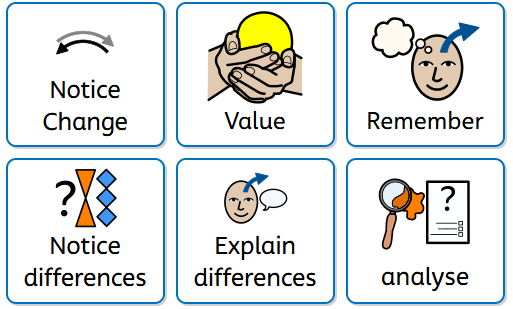 Notice
Change
Value
Remember
?
Notice
differences
Explain
differences
?
analyse